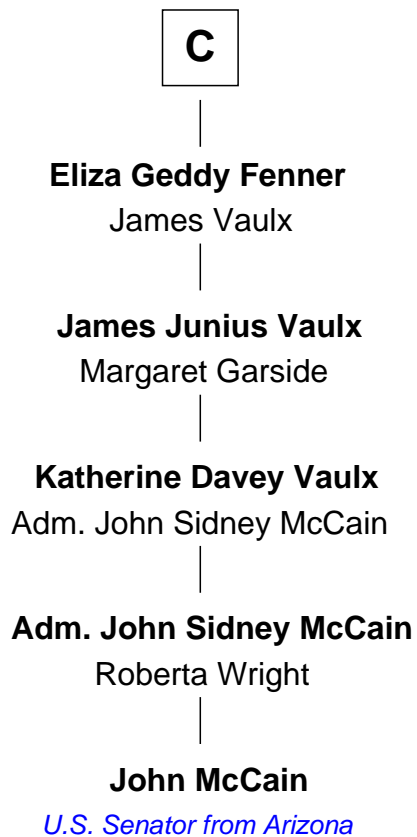 C
Eliza Geddy Fenner
James Vaulx
James Junius Vaulx
Margaret Garside
Katherine Davey Vaulx
Adm. John Sidney McCain
Adm. John Sidney McCain
Roberta Wright
John McCain
U.S. Senator from Arizona